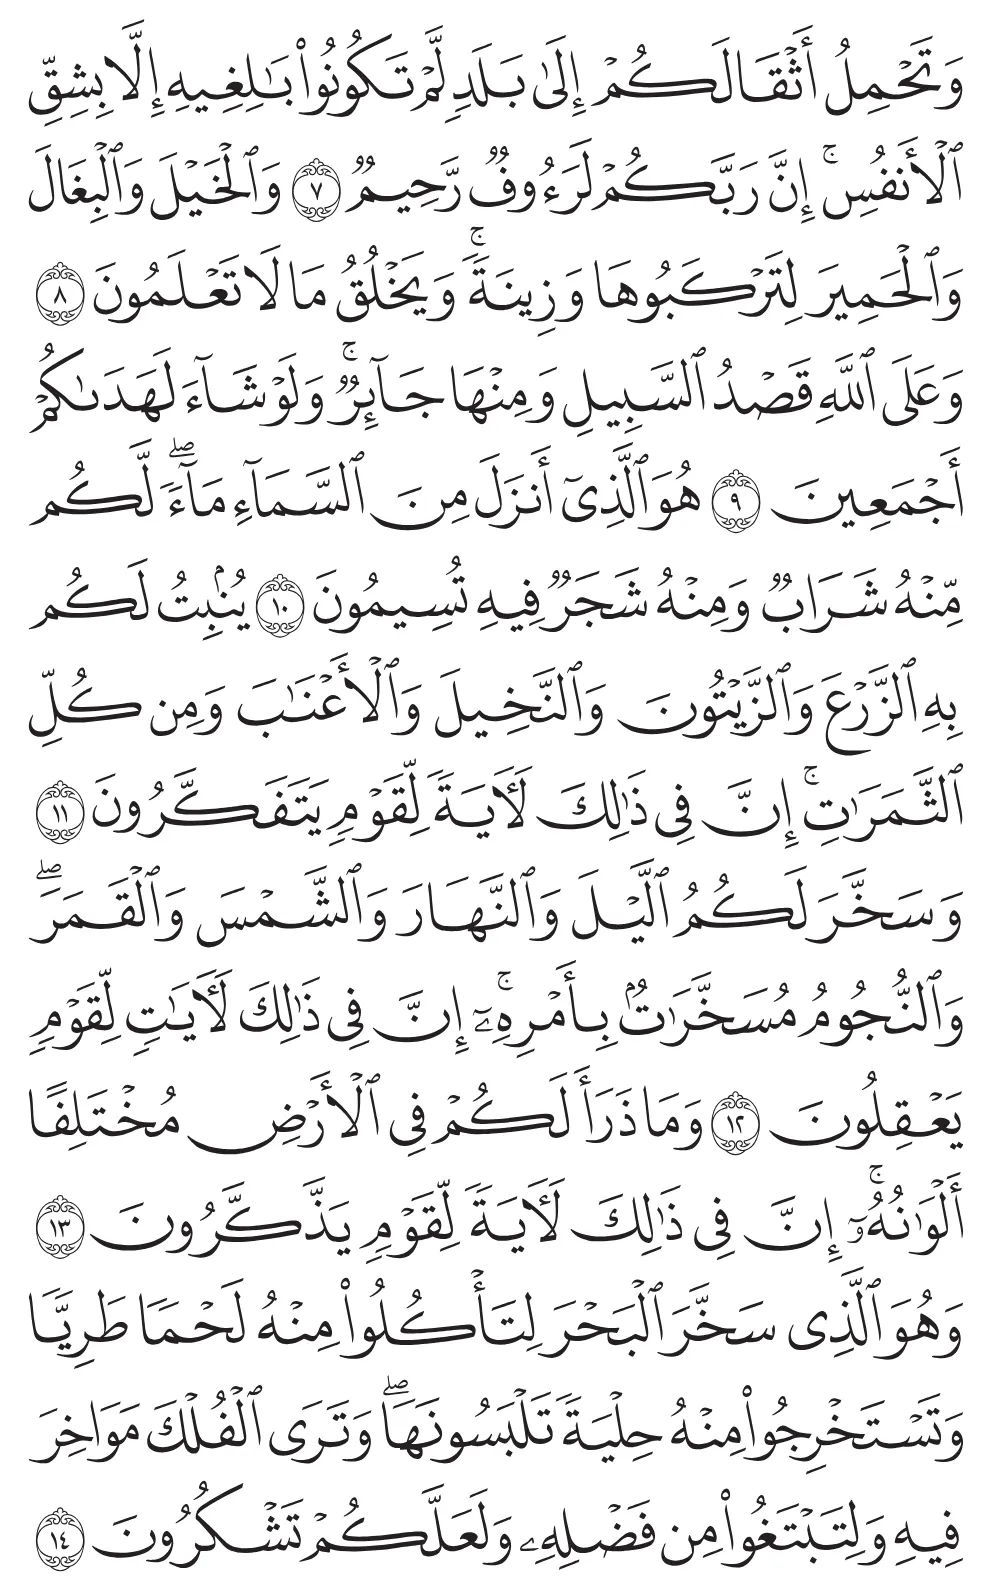 وَتَحۡمِلُ أَثۡقَالَكُمۡ إِلَىٰ بَلَدٖ لَّمۡ تَكُونُواْ بَٰلِغِيهِ إِلَّا بِشِقِّ
ٱلۡأَنفُسِۚ إِنَّ رَبَّكُمۡ لَرَءُوفٞ رَّحِيمٞ ٧ وَٱلۡخَيۡلَ وَٱلۡبِغَالَ
وَٱلۡحَمِيرَ لِتَرۡكَبُوهَا وَزِينَةٗۚ وَيَخۡلُقُ مَا لَا تَعۡلَمُونَ ٨
وَعَلَى ٱللَّهِ قَصۡدُ ٱلسَّبِيلِ وَمِنۡهَا جَآئِرٞۚ وَلَوۡ شَآءَ لَهَدَىٰكُمۡ
أَجۡمَعِينَ ٩ هُوَ ٱلَّذِيٓ أَنزَلَ مِنَ ٱلسَّمَآءِ مَآءٗۖ لَّكُم
مِّنۡهُ شَرَابٞ وَمِنۡهُ شَجَرٞ فِيهِ تُسِيمُونَ ١٠ يُنۢبِتُ لَكُم
بِهِ ٱلزَّرۡعَ وَٱلزَّيۡتُونَ وَٱلنَّخِيلَ وَٱلۡأَعۡنَٰبَ وَمِن كُلِّ
ٱلثَّمَرَٰتِۚ إِنَّ فِي ذَٰلِكَ لَأٓيَةٗ لِّقَوۡمٖ يَتَفَكَّرُونَ ١١
وَسَخَّرَ لَكُمُ ٱلَّيۡلَ وَٱلنَّهَارَ وَٱلشَّمۡسَ وَٱلۡقَمَرَۖ
وَٱلنُّجُومُ مُسَخَّرَٰتُۢ بِأَمۡرِهِۦٓۚ إِنَّ فِي ذَٰلِكَ لَأٓيَٰتٖ لِّقَوۡمٖ
يَعۡقِلُونَ ١٢ وَمَا ذَرَأَ لَكُمۡ فِي ٱلۡأَرۡضِ مُخۡتَلِفًا
أَلۡوَٰنُهُۥٓۚ إِنَّ فِي ذَٰلِكَ لَأٓيَةٗ لِّقَوۡمٖ يَذَّكَّرُونَ ١٣
وَهُوَ ٱلَّذِي سَخَّرَ ٱلۡبَحۡرَ لِتَأۡكُلُواْ مِنۡهُ لَحۡمٗا طَرِيّٗا
وَتَسۡتَخۡرِجُواْ مِنۡهُ حِلۡيَةٗ تَلۡبَسُونَهَاۖ وَتَرَى ٱلۡفُلۡكَ مَوَاخِرَ
فِيهِ وَلِتَبۡتَغُواْ مِن فَضۡلِهِۦ وَلَعَلَّكُمۡ تَشۡكُرُونَ ١٤